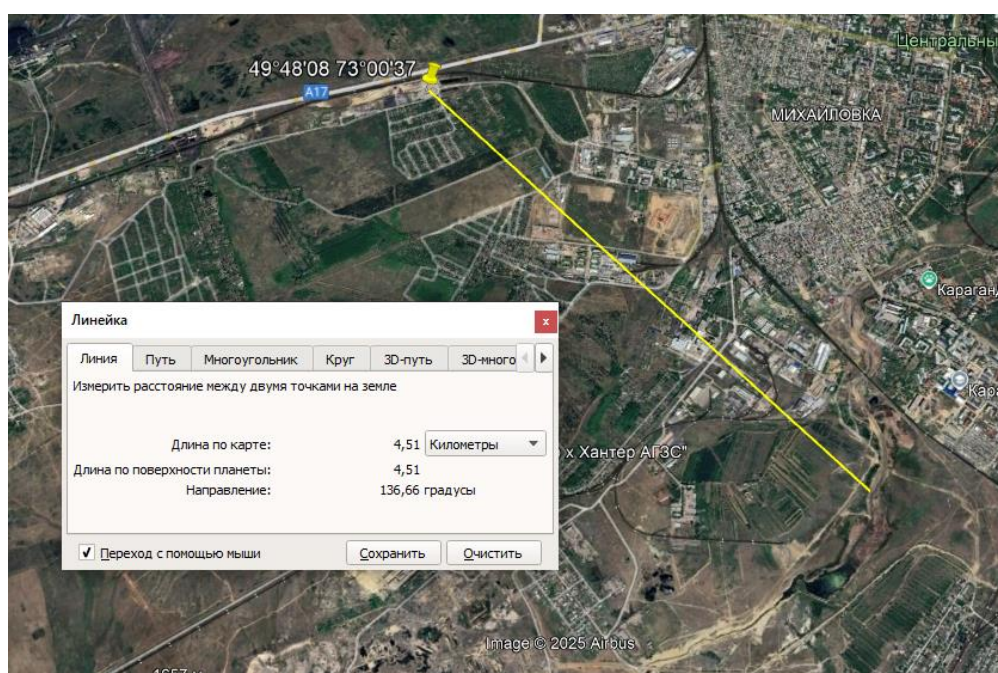 Центральны
49°48'08 73°00'37
A17
МИХАЙЛОВКА
Караган
Линейка
x
Линия Путь Многоугольник Круг 3D-путь 3D-много
Измерить расстояние между двумя точками на земле
Длина по карте: 4,51 Километры
Кара
х Хантер АГЗС"
Длина по поверхности планеты: 4,51
Направление: 136,66 градусы
Переход с помощью мыши Сохранить Очистить
Image © 2025 Airbus